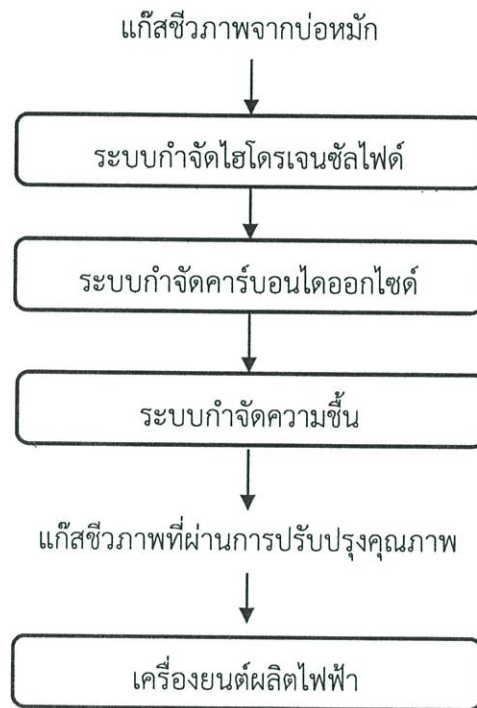 แก๊สชีวภาพจากบ่อหมัก
ระบบกำจัดไฮโดรเจนซัลไฟด์
ระบบกำจัดคาร์บอนไดออกไซด์
ระบบกำจัดความชื้น
แก๊สชีวภาพที่ผ่านการปรับปรุงคุณภาพ
เครื่องยนต์ผลิตไฟฟ้า